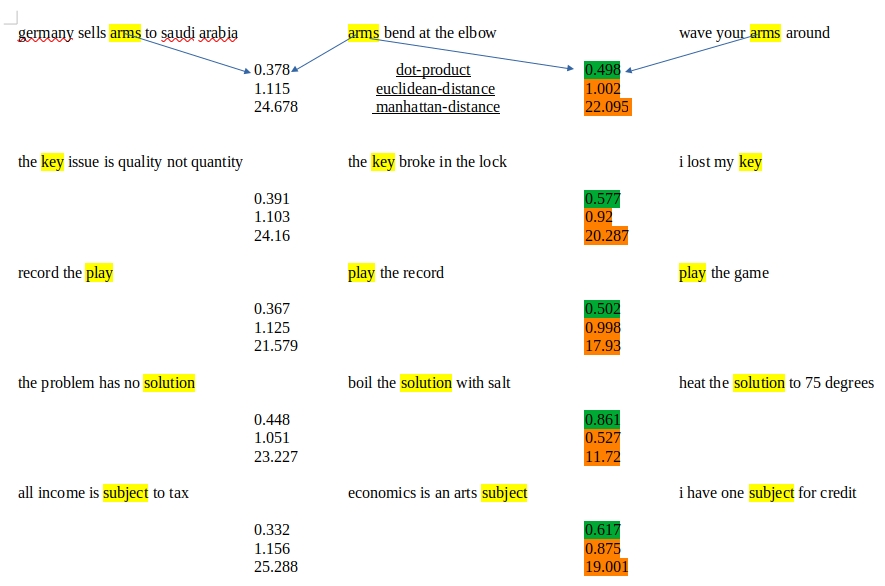 germany sells arms to saudi arabia arms bend at the elbow wave your arms around
0.378 dot-product 0.498
1.115 euclidean-distance 1.002
24.678 manhattan-distance 22.095
the key issue is quality not quantity the key broke in the lock i lost my key
0.391 0.577
1.103 0.92
24.16 20.287
record the play play the record play the game
0.367 0.502
1.125 0.998
21.579 17.93
the problem has no solution boil the solution with salt heat the solution to 75 degrees
0.448 0.861
1.051 0.527
23.227 11.72
all income is subject to tax economics is an arts subject i have one subject for credit
0.332 0.617
1.156 0.875
25.288 19.001